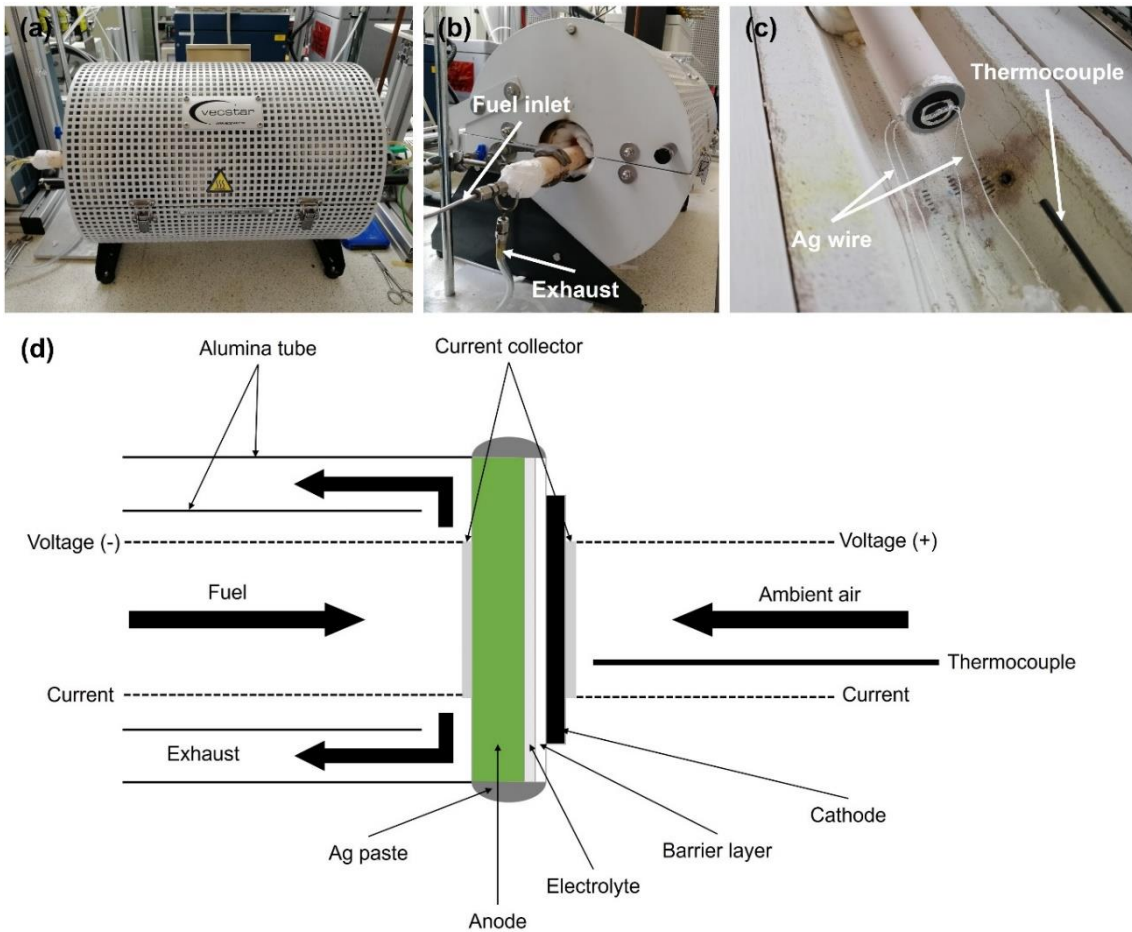 (a)
vecstar
(b)
Fuel inlet
Exhaust
(c)
Thermocouple
Ag wire
(d)
Alumina tube
Current collector
Voltage (-)
Voltage (+)
Fuel
Ambient air
Thermocouple
Current
Current
Exhaust
Cathode
Ag paste
Barrier layer
Electrolyte
Anode